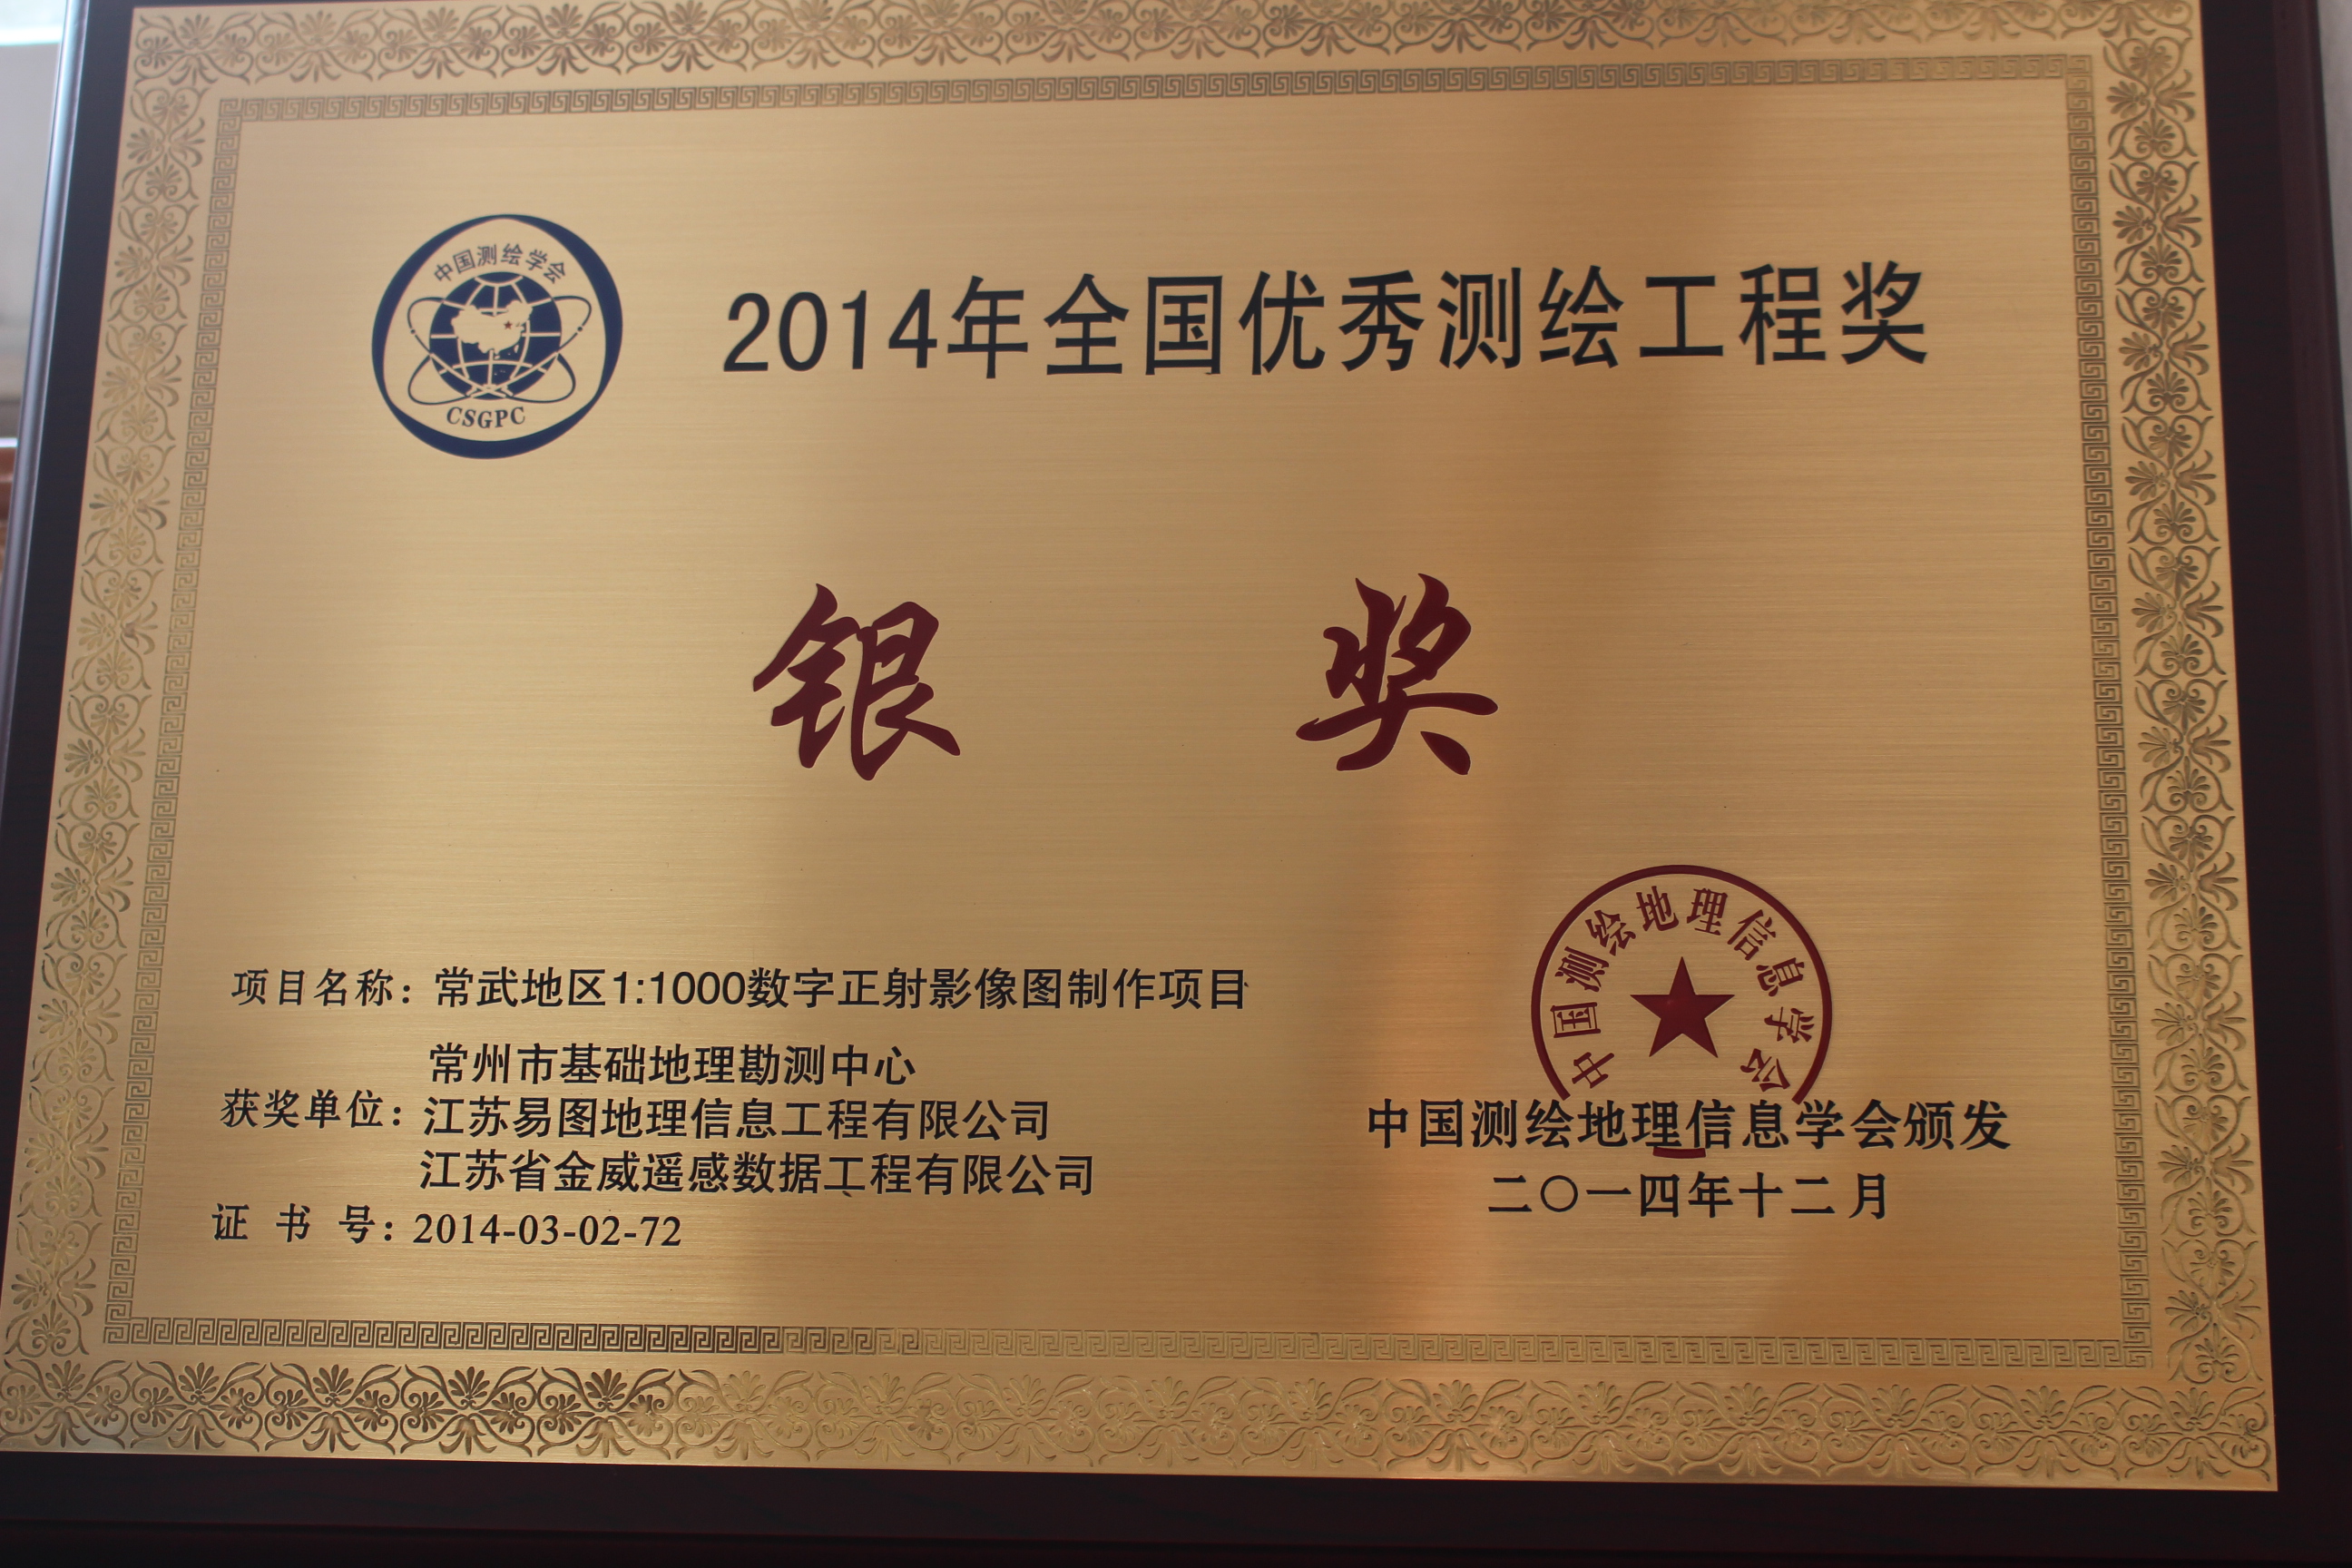 中国测绘学会
CSGPC
2014年全国优秀测绘工程奖
银 奖
项目名称：常武地区1:1000数字正射影像图制作项目
常州市基础地理勘测中心
获奖单位：江苏易图地理信息工程有限公司
江苏省金威遥感数据工程有限公司
证 书 号：2014-03-02-72
中国测绘地理信息学会
中国测绘地理信息学会颁发
二〇一四年十二月